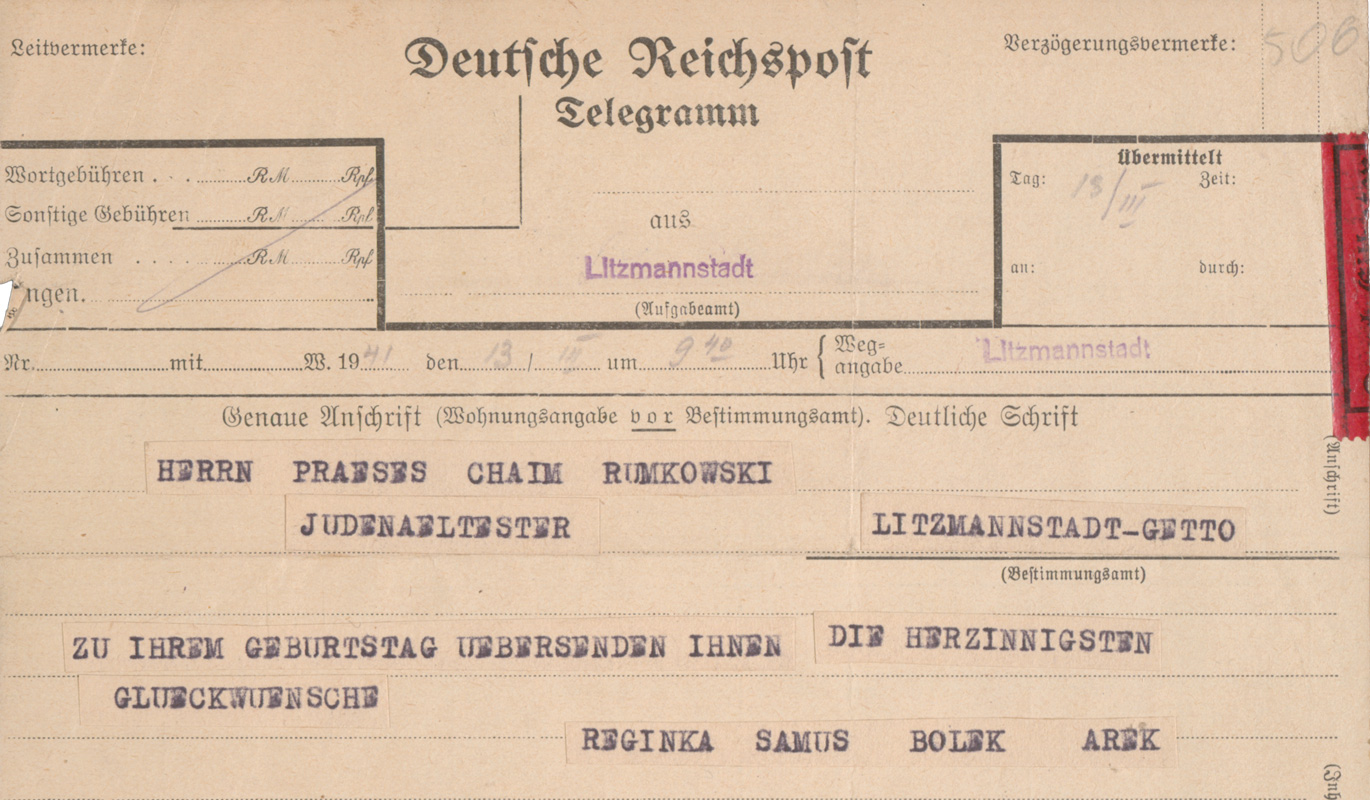 Leitvermerke:
Deutsche Reichspost
Telegramm
Verzögerungsvermerke:
506
Wortgebühren . . . RM Rpf
Sonstige Gebühren RM Rpf
Zusammen . . . . RM Rpf
ngen.
aus
Litzmannstadt
(Aufgabeamt)
Übermittelt
Tag: 13/III Zeit:
an: durch:
Nr. mit W. 1941 den 13 / III um 9 40 Uhr { Weg=
angabe Litzmannstadt
Genaue Anschrift (Wohnungsangabe vor Bestimmungsamt). Deutliche Schrift
HERRN PRAESES CHAIM RUMKOWSKI
JUDENAELTESTER LITZMANNSTADT-GETTO
(Bestimmungsamt)
(Anschrift)
ZU IHREM GEBURTSTAG UEBERSENDEN IHNEN DIE HERZINNIGSTEN
GLUECKWUENSCHE
REGINKA SAMUS BOLEK AREK